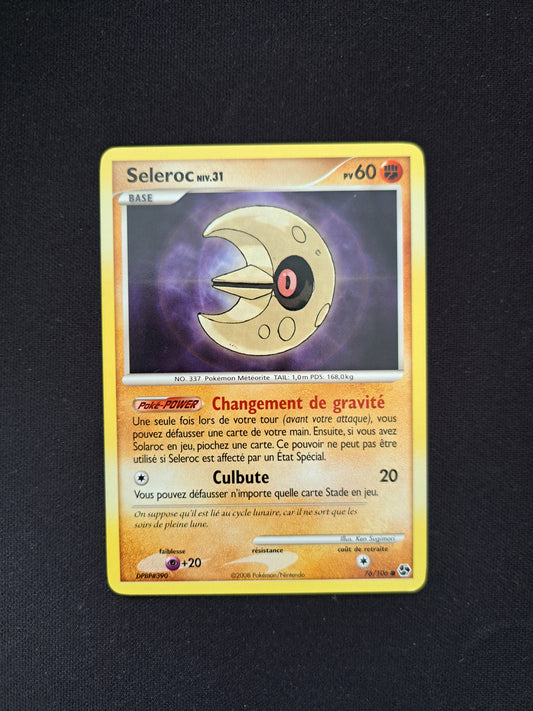 Seleroc NIV.31 PV 60
BASE
NO. 337 Pokemon Météorite TAIL: 1,0m PDS: 168,0kg
Poké-POWER Changement de gravité
Une seule fois lors de votre tour (avant votre attaque), vous
pouvez défausser une carte de votre main. Ensuite, si vous avez
Solaroc en jeu, piochez une carte. Ce pouvoir ne peut pas être
utilisé si Seleroc est affecté par un État Spécial.
Culbute 20
Vous pouvez défausser n'importe quelle carte Stade en jeu.
On suppose qu'il est lié au cycle lunaire, car il ne sort que les
soirs de pleine lune.
Illus. Ken Sugimori
faiblesse résistance coût de retraite
+20
DPBP#390 ©2008 Pokémon/Nintendo 76/106